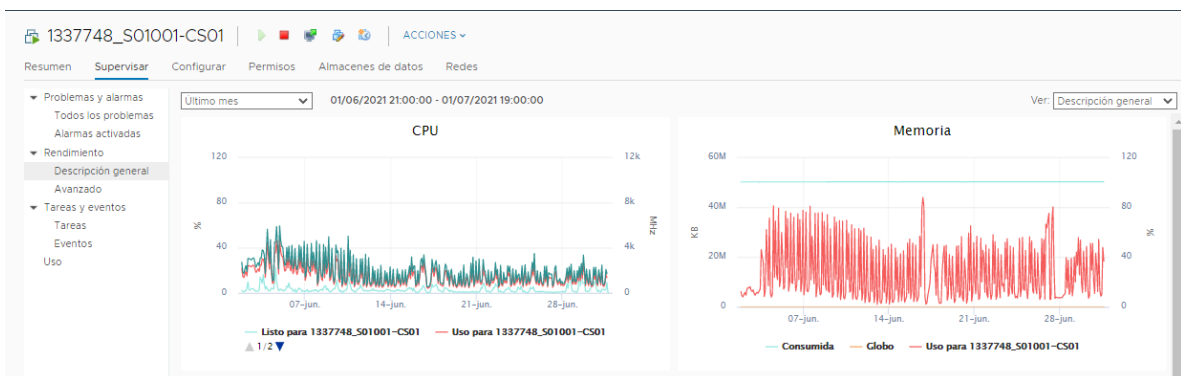 1337748_S01001-CS01 ACCIONES
Resumen Supervisar Configurar Permisos Almacenes de datos Redes
Problemas y alarmas
Todos los problemas
Alarmas activadas
Rendimiento
Descripción general
Avanzado
Tareas y eventos
Tareas
Eventos
Uso
Último mes 01/06/2021 21:00:00 - 01/07/2021 19:00:00 Ver: Descripción general
CPU
120 12k
80 8k
% MHz
40 4k
0 0
07-jun. 14-jun. 21-jun. 28-jun.
Listo para 1337748_S01001-CS01 Uso para 1337748_S01001-CS01
1/2
Memoria
60M 120
40M 80
KB %
20M 40
0 0
07-jun. 14-jun. 21-jun. 28-jun.
Consumida Globo Uso para 1337748_S01001-CS01